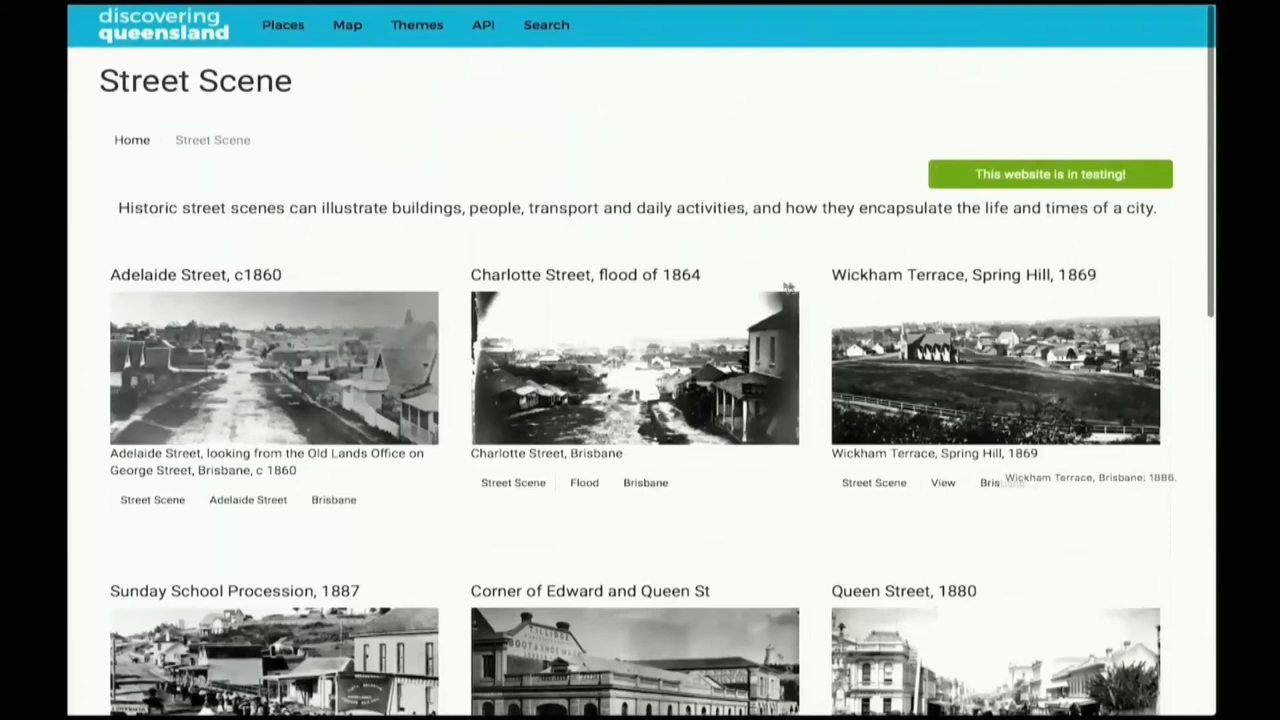 discovering
queensland
Places Map Themes API Search
Street Scene
Home Street Scene
This website is in testing!
Historic street scenes can illustrate buildings, people, transport and daily activities, and how they encapsulate the life and times of a city.
Adelaide Street, c1860
Charlotte Street, flood of 1864
Wickham Terrace, Spring Hill, 1869
Adelaide Street, looking from the Old Lands Office on
George Street, Brisbane, c 1860
Street Scene Adelaide Street Brisbane
Charlotte Street, Brisbane
Street Scene Flood Brisbane
Wickham Terrace, Spring Hill, 1869
Street Scene View Bris
Wickham Terrace, Brisbane: 1886.
Sunday School Procession, 1887
Corner of Edward and Queen St
Queen Street, 1880